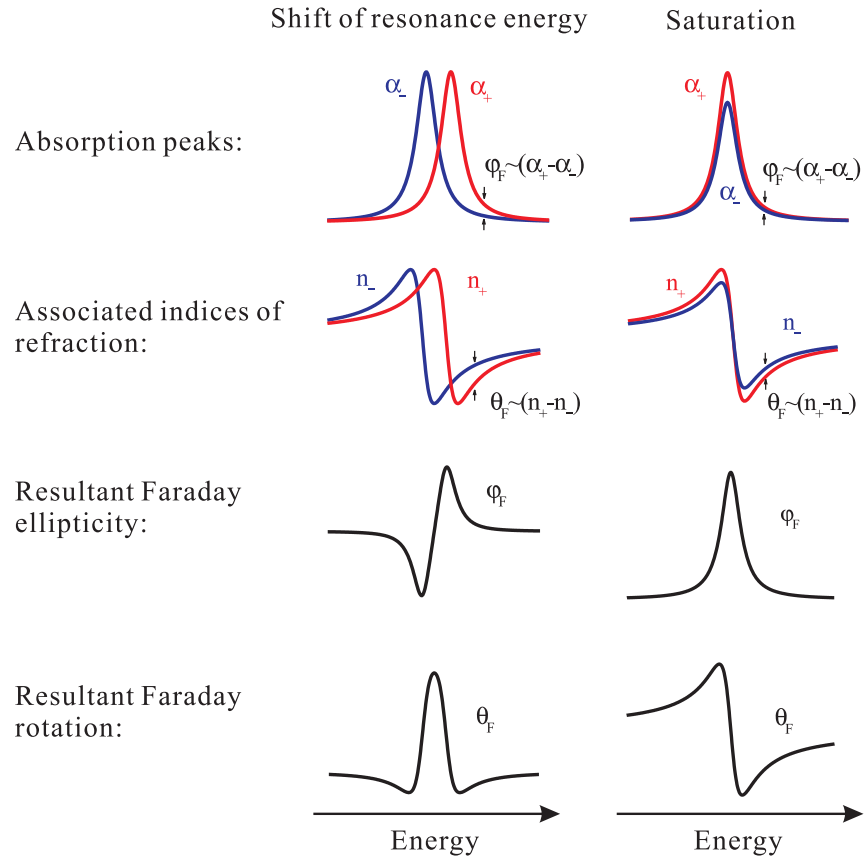 Shift of resonance energy
Saturation
α₋
α₊
α₊
Absorption peaks:
φF~(α₊-α₋)
φF~(α₊-α₋)
α₋
n₋
n₊
n₊
Associated indices of
refraction:
n₋
θF~(n₊-n₋)
θF~(n₊-n₋)
Resultant Faraday
ellipticity:
φF
φF
Resultant Faraday
rotation:
θF
θF
Energy
Energy